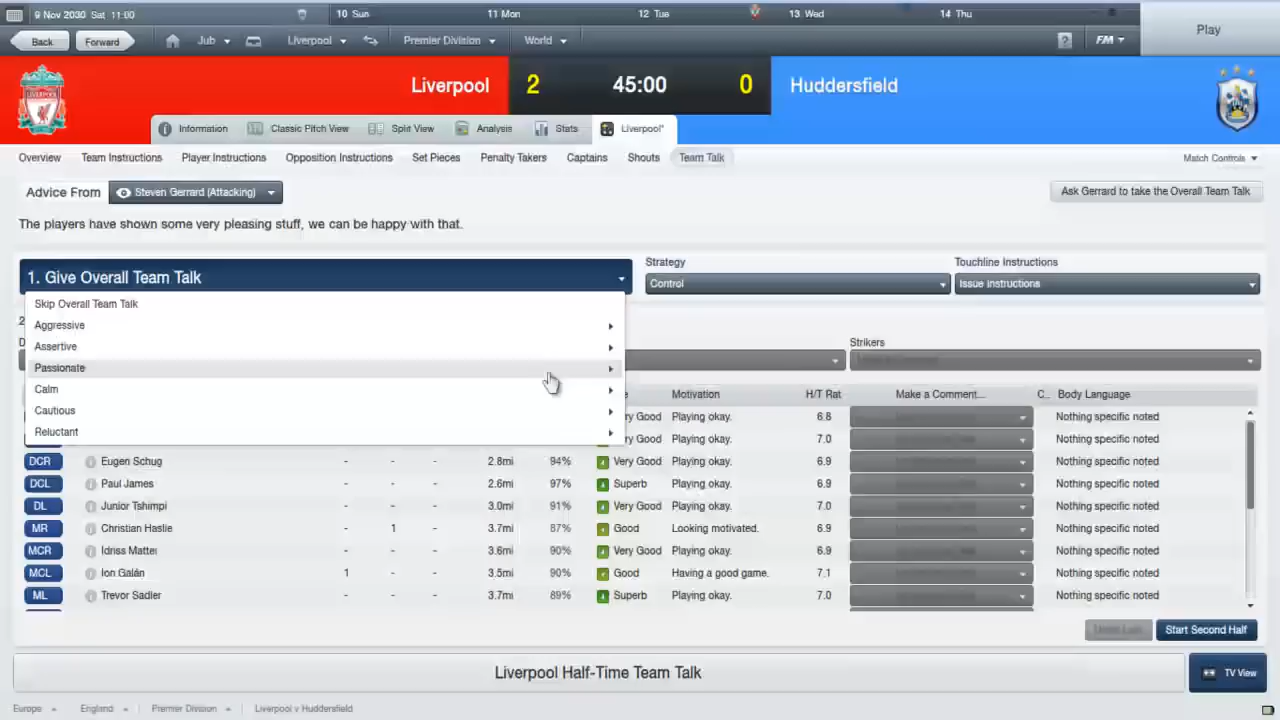 9 Nov 2030 Sat 11:00 10 Sun 11 Mon 12 Tue 13 Wed 14 Thu
Play
Back Forward Jub Liverpool Premier Division World ? FM
Liverpool 2 45:00 0 Huddersfield
Information Classic Pitch View Split View Analysis Stats Liverpool*
Overview Team Instructions Player Instructions Opposition Instructions Set Pieces Penalty Takers Captains Shouts Team Talk Match Controls
Advice From Steven Gerrard (Attacking) Ask Gerrard to take the Overall Team Talk
The players have shown some very pleasing stuff, we can be happy with that.
Strategy Touchline Instructions
1. Give Overall Team Talk Control Issue Instructions
Skip Overall Team Talk
Aggressive
Assertive
Strikers
Passionate
Calm Motivation H/T Rat Make a Comment... C... Body Language
Cautious ry Good Playing okay. 6.8 Nothing specific noted
Reluctant ry Good Playing okay. 7.0 Nothing specific noted
DCR Eugen Schug - - - 2.8mi 94% Very Good Playing okay. 6.9 Nothing specific noted
DCL Paul James - - - 2.6mi 97% Superb Playing okay. 6.9 Nothing specific noted
DL Junior Tshimpi - - - 3.0mi 91% Very Good Playing okay. 7.0 Nothing specific noted
MR Christian Hastie - 1 - 3.7mi 87% Good Looking motivated. 6.9 Nothing specific noted
MCR Idriss Matter - - - 3.6mi 90% Very Good Playing okay. 6.9 Nothing specific noted
MCL Ion Galán 1 - - 3.5mi 90% Good Having a good game. 7.1 Nothing specific noted
ML Trevor Sadler - - - 3.7mi 89% Superb Playing okay. 7.0 Nothing specific noted
Start Second Half
Liverpool Half-Time Team Talk TV View
Europe England Premier Division Liverpool v Huddersfield